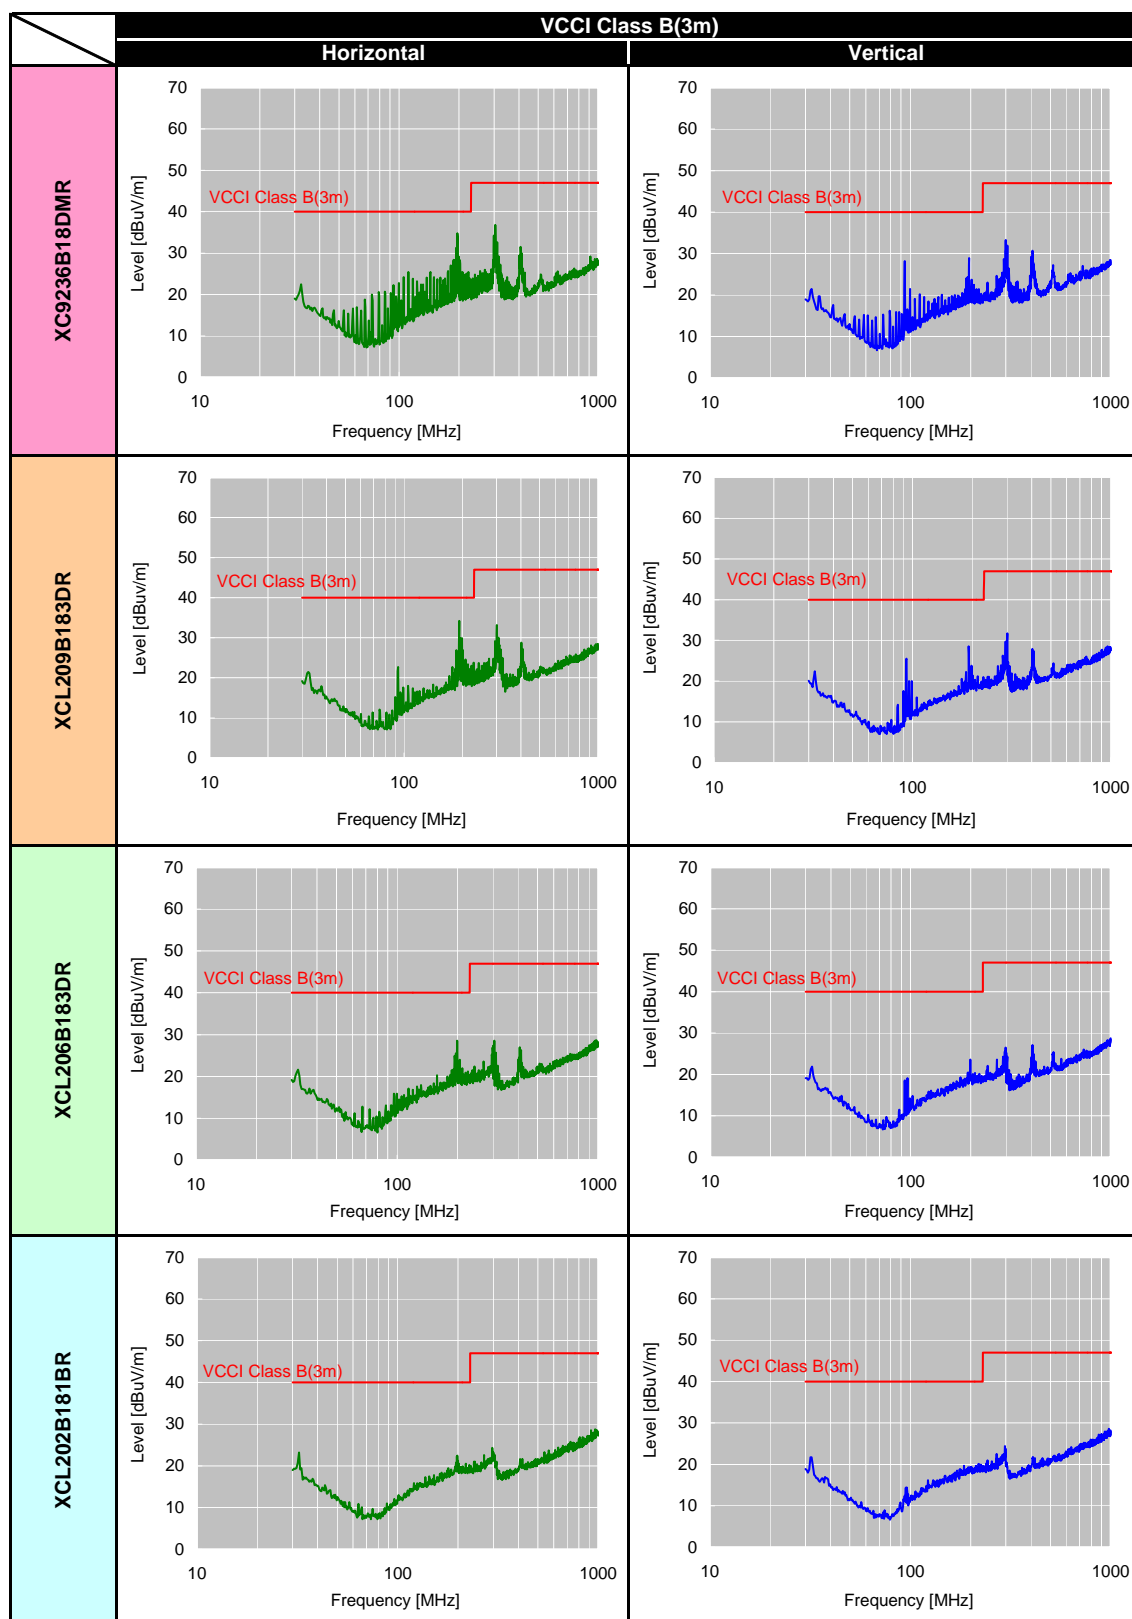 VCCI Class B(3m)
Horizontal
Vertical
XC9236B18DMR
70
60
50
40
30
20
10
0
Level [dBuV/m]
VCCI Class B(3m)
10
100
1000
Frequency [MHz]
70
60
50
40
30
20
10
0
Level [dBuV/m]
VCCI Class B(3m)
10
100
1000
Frequency [MHz]
XCL209B183DR
70
60
50
40
30
20
10
0
Level [dBuv/m]
VCCI Class B(3m)
10
100
1000
Frequency [MHz]
70
60
50
40
30
20
10
0
Level [dBuV/m]
VCCI Class B(3m)
10
100
1000
Frequency [MHz]
XCL206B183DR
70
60
50
40
30
20
10
0
Level [dBuV/m]
VCCI Class B(3m)
10
100
1000
Frequency [MHz]
70
60
50
40
30
20
10
0
Level [dBuV/m]
VCCI Class B(3m)
10
100
1000
Frequency [MHz]
XCL202B181BR
70
60
50
40
30
20
10
0
Level [dBuV/m]
VCCI Class B(3m)
10
100
1000
Frequency [MHz]
70
60
50
40
30
20
10
0
Level [dBuV/m]
VCCI Class B(3m)
10
100
1000
Frequency [MHz]